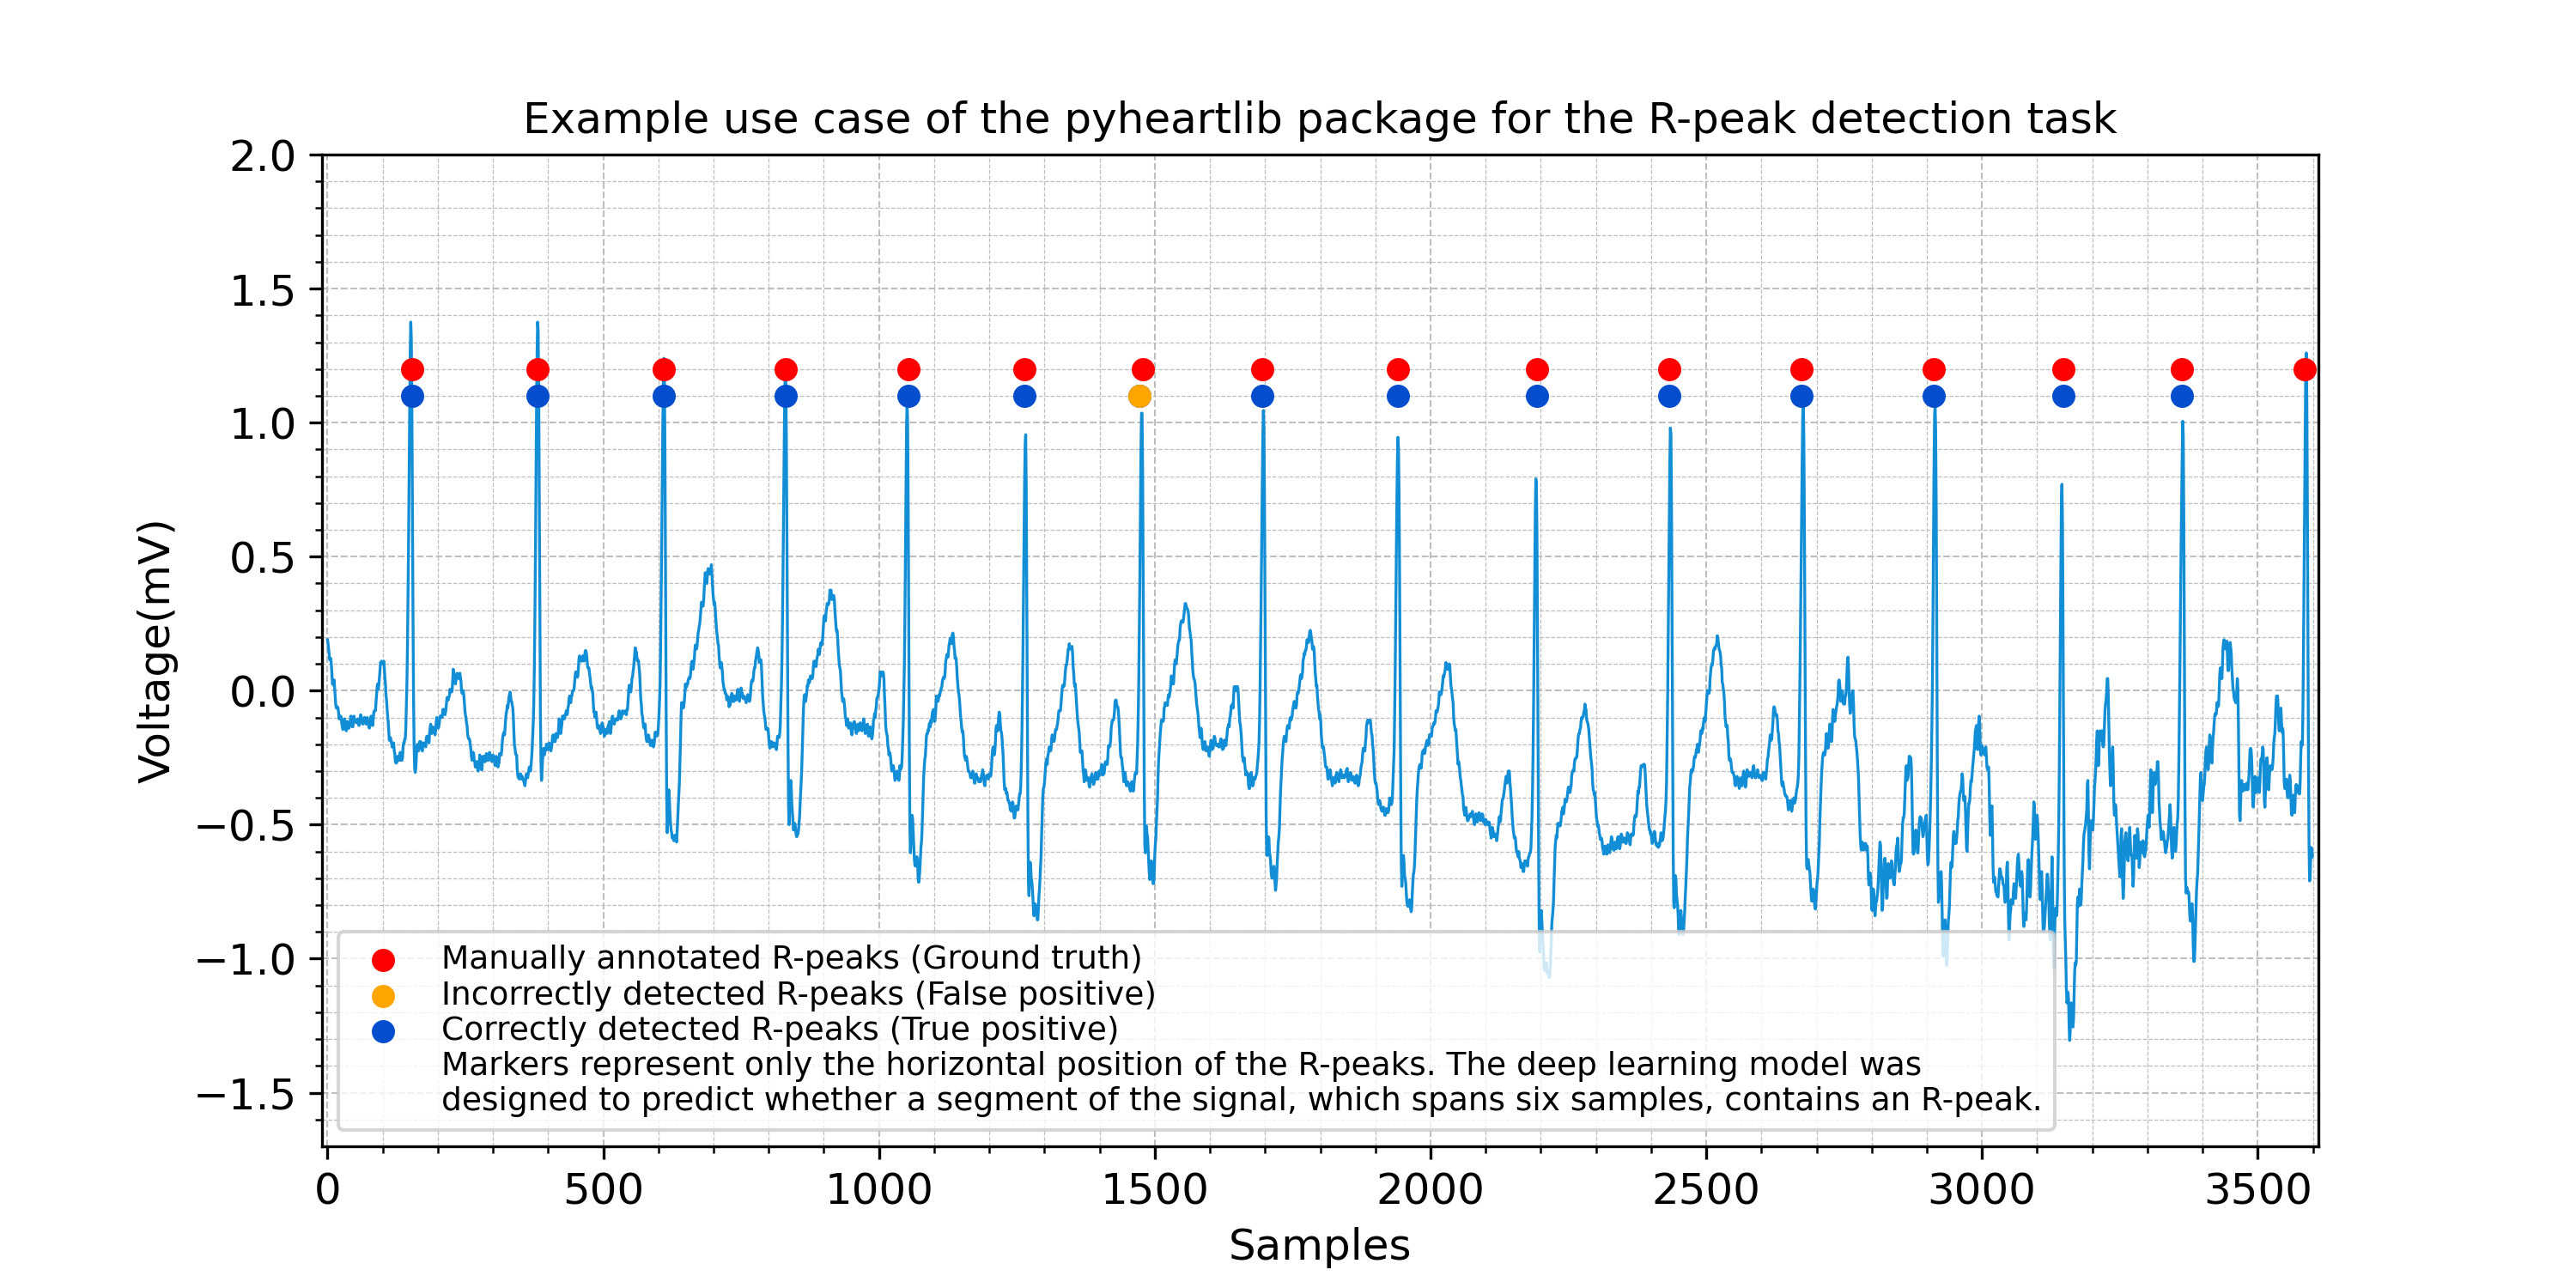 Example use case of the pyheartlib package for the R-peak detection task
2.0
1.5
1.0
0.5
0.0
−0.5
−1.0
−1.5
Voltage(mV)
Manually annotated R-peaks (Ground truth)
Incorrectly detected R-peaks (False positive)
Correctly detected R-peaks (True positive)
Markers represent only the horizontal position of the R-peaks. The deep learning model was
designed to predict whether a segment of the signal, which spans six samples, contains an R-peak.
0 500 1000 1500 2000 2500 3000 3500
Samples